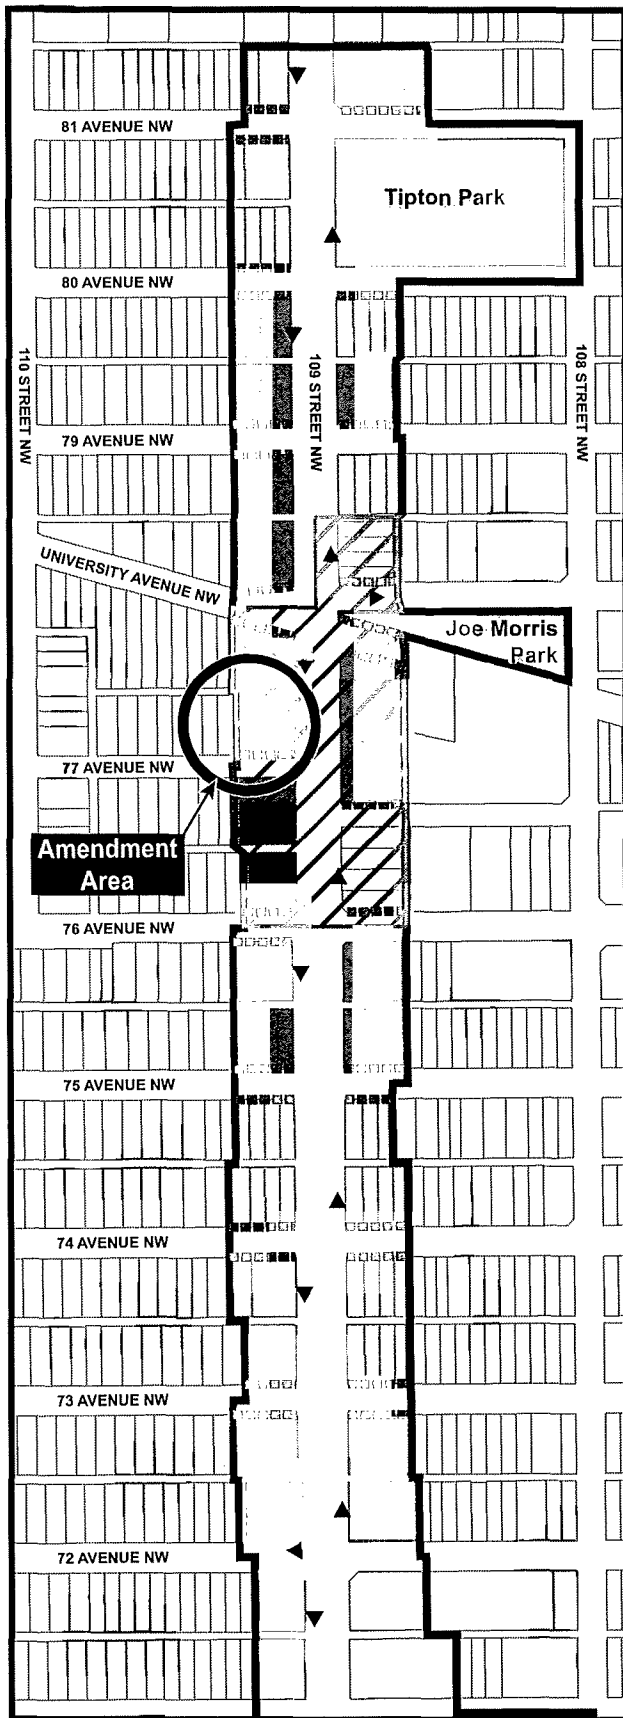 81 AVENUE NW
Tipton Park
80 AVENUE NW
110 STREET NW
109 STREET NW
108 STREET NW
79 AVENUE NW
UNIVERSITY AVENUE NW
Joe Morris
Park
77 AVENUE NW
Amendment
Area
76 AVENUE NW
75 AVENUE NW
74 AVENUE NW
73 AVENUE NW
72 AVENUE NW